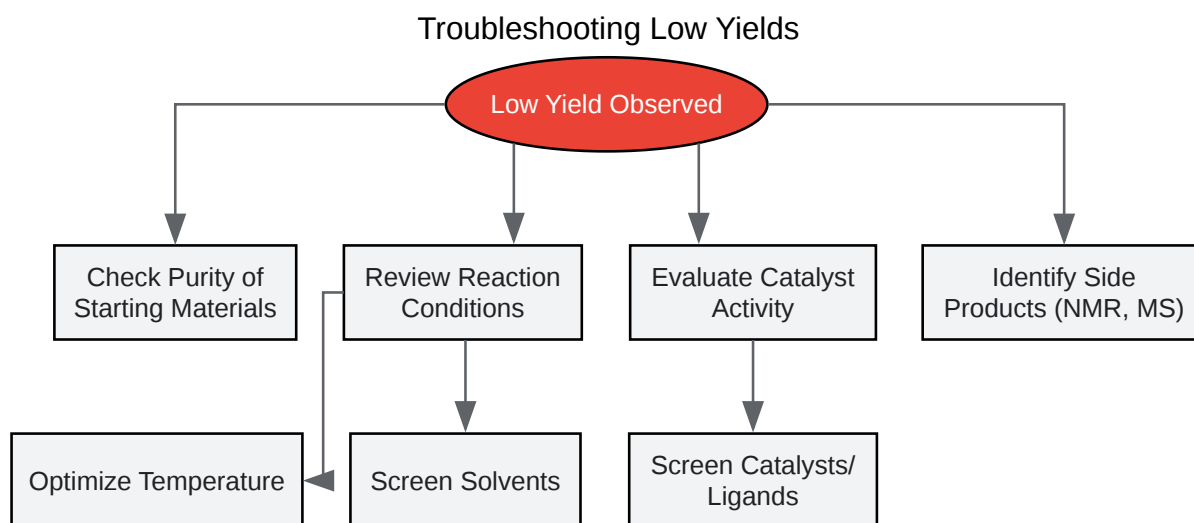 Troubleshooting Low Yields
Low Yield Observed
Check Purity of
Starting Materials
Review Reaction
Conditions
Evaluate Catalyst
Activity
Identify Side
Products (NMR, MS)
Optimize Temperature
Screen Solvents
Screen Catalysts/
Ligands